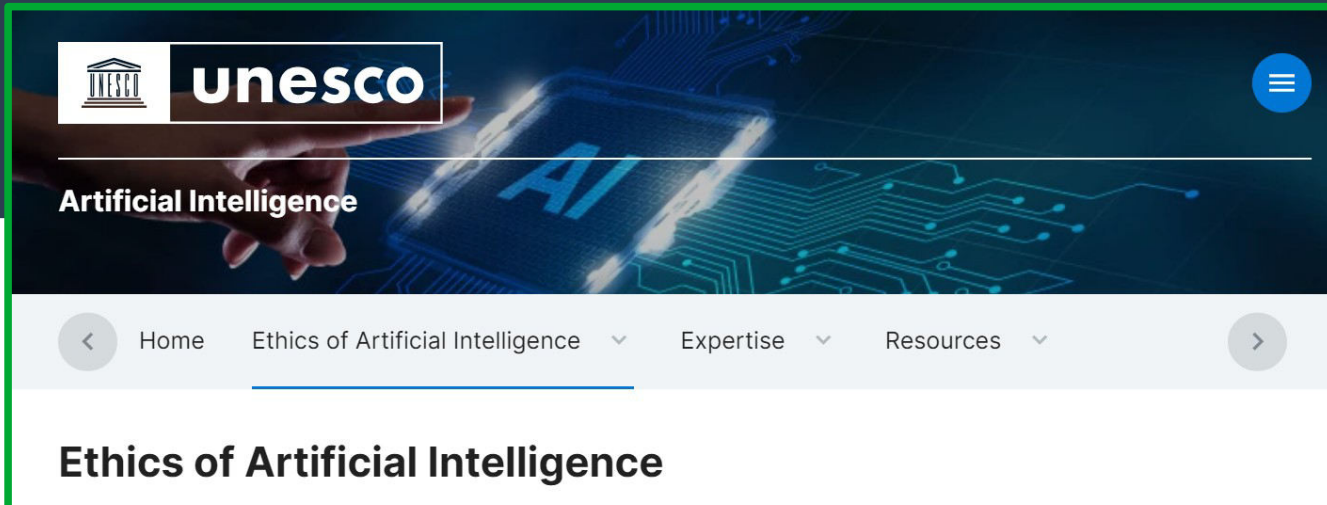 UNESCO
unesco
Artificial Intelligence
AI
Home Ethics of Artificial Intelligence Expertise Resources
Ethics of Artificial Intelligence